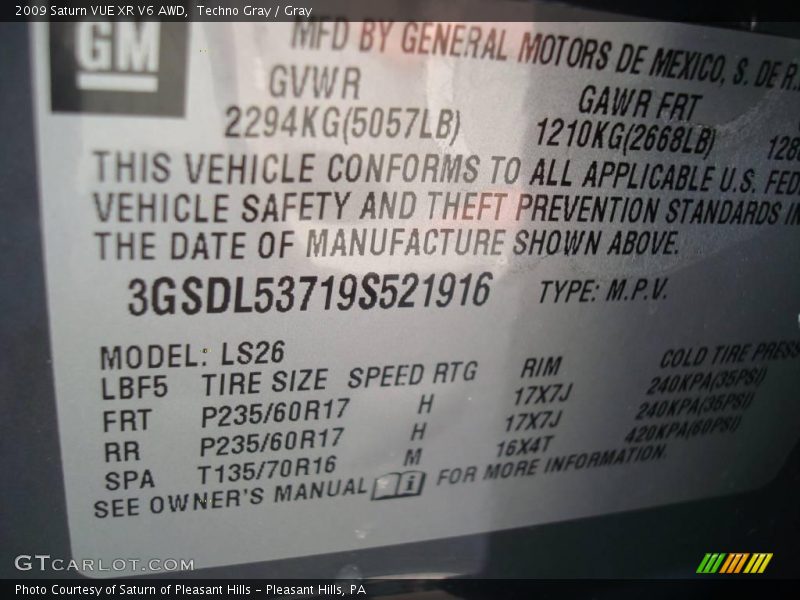 2009 Saturn VUE XR V6 AWD,  Techno Gray / Gray
GM
MFD BY GENERAL MOTORS DE MEXICO, S. DE R.
GVWR GAWR FRT
2294KG(5057LB) 1210KG(2668LB) 128
THIS VEHICLE CONFORMS TO ALL APPLICABLE U.S. FED
VEHICLE SAFETY AND THEFT PREVENTION STANDARDS IN
THE DATE OF MANUFACTURE SHOWN ABOVE.
3GSDL53719S521916 TYPE: M.P.V.
MODEL: LS26
LBF5 TIRE SIZE SPEED RTG RIM COLD TIRE PRESS
FRT P235/60R17 H 17X7J 240KPA(35PSI)
RR P235/60R17 H 17X7J 240KPA(35PSI)
SPA T135/70R16 M 16X4T 420KPA(60PSI)
SEE OWNER'S MANUAL i FOR MORE INFORMATION.
GTCARLOT.COM
Photo Courtesy of Saturn of Pleasant Hills - Pleasant Hills, PA